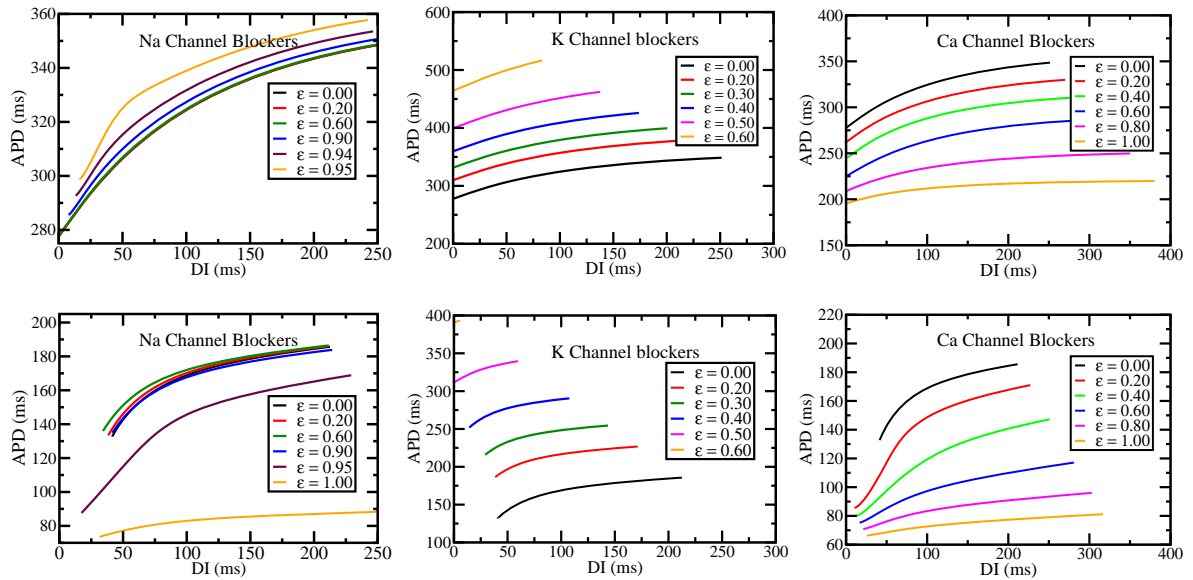 Na Channel Blockers
APD (ms)
360
340
320
300
280
0
50
100
150
200
250
DI (ms)
ε = 0.00
ε = 0.20
ε = 0.60
ε = 0.90
ε = 0.94
ε = 0.95
K Channel blockers
APD (ms)
600
500
400
300
200
0
50
100
150
200
250
300
DI (ms)
ε = 0.00
ε = 0.20
ε = 0.30
ε = 0.40
ε = 0.50
ε = 0.60
Ca Channel Blockers
APD (ms)
400
350
300
250
200
150
0
100
200
300
400
DI (ms)
ε = 0.00
ε = 0.20
ε = 0.40
ε = 0.60
ε = 0.80
ε = 1.00
Na Channel Blockers
APD (ms)
200
180
160
140
120
100
80
0
50
100
150
200
250
DI (ms)
ε = 0.00
ε = 0.20
ε = 0.60
ε = 0.90
ε = 0.95
ε = 1.00
K Channel blockers
APD (ms)
400
350
300
250
200
150
100
0
50
100
150
200
250
300
DI (ms)
ε = 0.00
ε = 0.20
ε = 0.30
ε = 0.40
ε = 0.50
ε = 0.60
Ca Channel Blockers
APD (ms)
220
200
180
160
140
120
100
80
60
0
100
200
300
400
DI (ms)
ε = 0.00
ε = 0.20
ε = 0.40
ε = 0.60
ε = 0.80
ε = 1.00